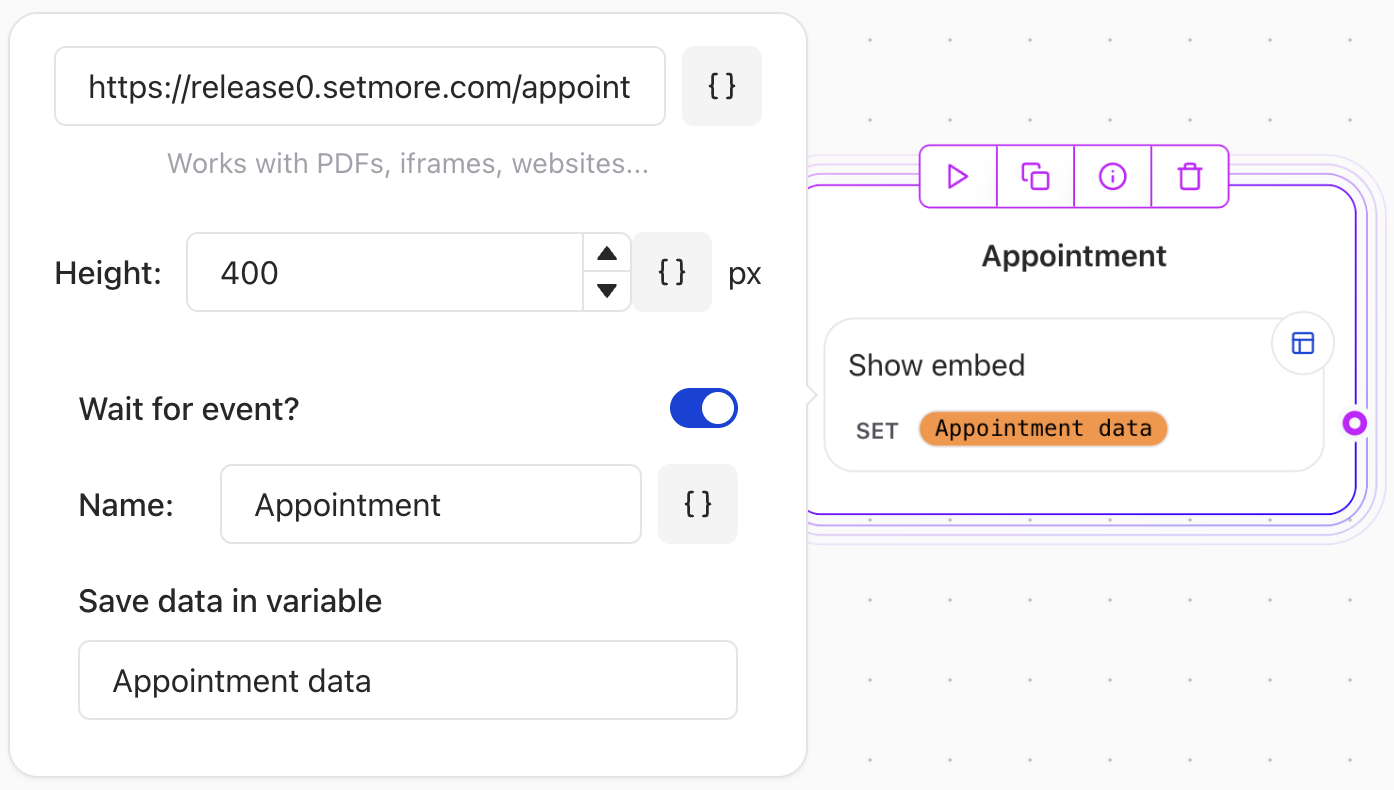 https://release0.setmore.com/appoint
{ }
Works with PDFs, iframes, websites...
Height:
400
{ }
px
Wait for event?
Name:
Appointment
{ }
Save data in variable
Appointment data
Appointment
Show embed
SET Appointment data